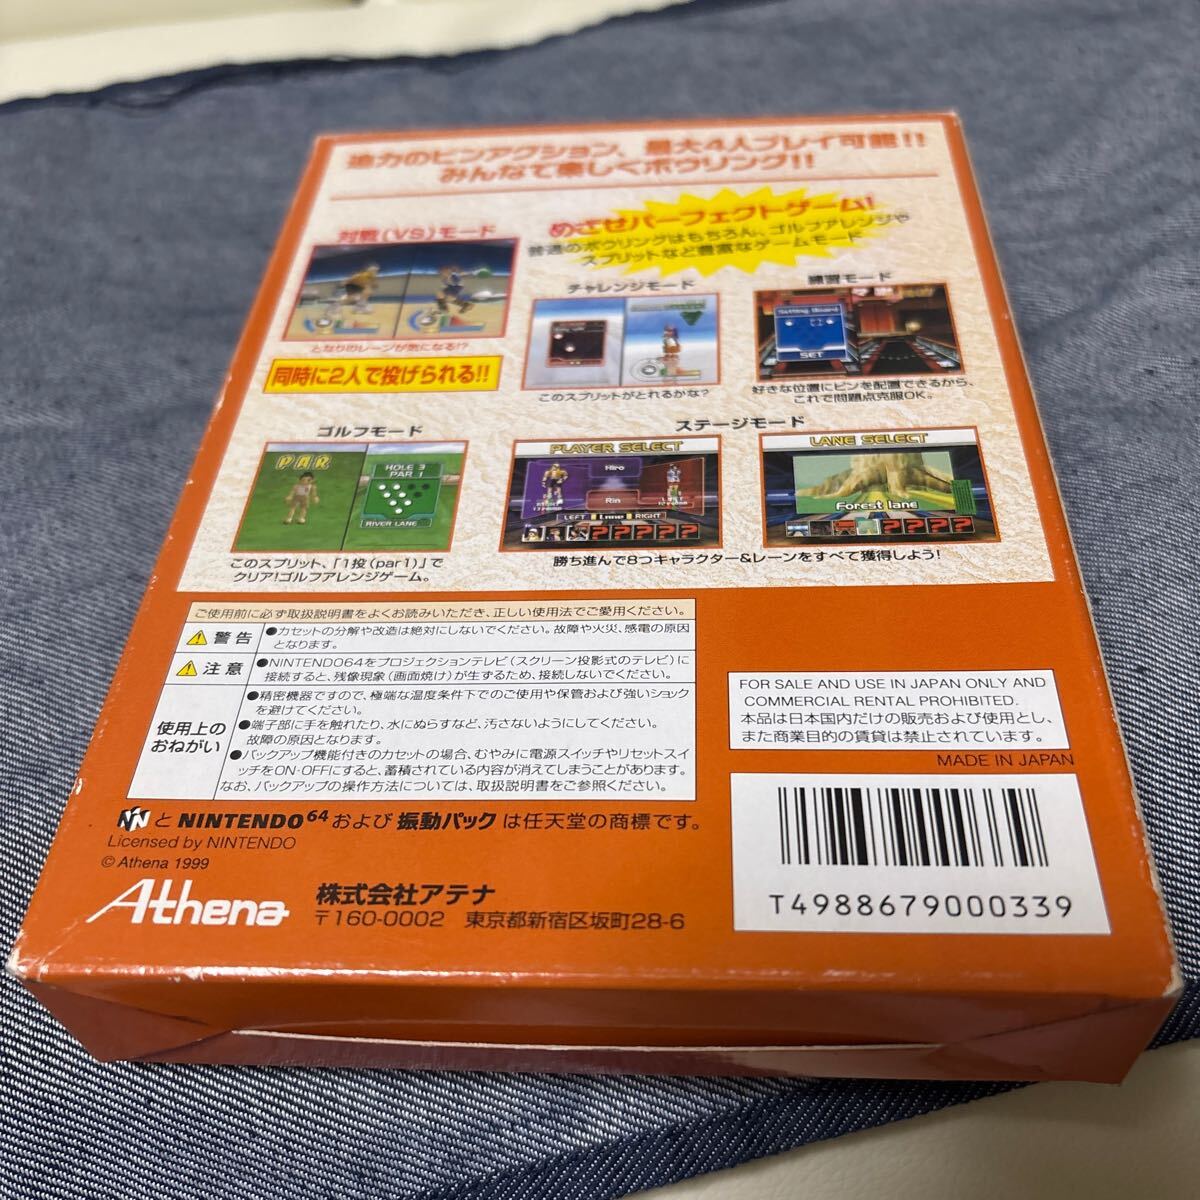 迫力のピンアクション、最大4人プレイ可能!!
みんなで楽しくボウリング!!
めざせパーフェクトゲーム!
普通のボウリングはもちろん、ゴルフアレンジや
スプリットなど豊富なゲームモード
対戦(VS)モード
となりのレーンが気になる!?
同時に2人で投げられる!!
チャレンジモード
このスプリットがとれるかな?
練習モード
Setting Board
SET
好きな位置にピンを配置できるから、
これで問題点克服OK。
ゴルフモード
PAR
HOLE 3
PAR 1
RIVER LANE
このスプリット、「1投(par1)」で
クリア!ゴルフアレンジゲーム。
ステージモード
PLAYER SELECT
Hiro
Rin
LEFT Lane RIGHT
?????
LANE SELECT
Forest lane
????
勝ち進んで8つキャラクター&レーンをすべて獲得しよう!
ご使用前に必ず取扱説明書をよくお読みいただき、正しい使用法でご愛用ください。
警告
●カセットの分解や改造は絶対にしないでください。故障や火災、感電の原因
となります。
注意
●NINTENDO64をプロジェクションテレビ(スクリーン投影式のテレビ)に
接続すると、残像現象(画面焼け)が生ずるため、接続しないでください。
使用上の
おねがい
●精密機器ですので、極端な温度条件下でのご使用や保管および強いショック
を避けてください。
●端子部に手を触れたり、水にぬらすなど、汚さないようにしてください。
故障の原因となります。
●バックアップ機能付きのカセットの場合、むやみに電源スイッチやリセットスイ
ッチをON・OFFにすると、蓄積されている内容が消えてしまうことがあります。
なお、バックアップの操作方法については、取扱説明書をご参照ください。
FOR SALE AND USE IN JAPAN ONLY AND
COMMERCIAL RENTAL PROHIBITED.
本品は日本国内だけの販売および使用とし、
また商業目的の賃貸は禁止されています。
MADE IN JAPAN
と NINTENDO64 および 振動パック は任天堂の商標です。
Licensed by NINTENDO
© Athena 1999
Athena
株式会社アテナ
〒160-0002 東京都新宿区坂町28-6
T4988679000339